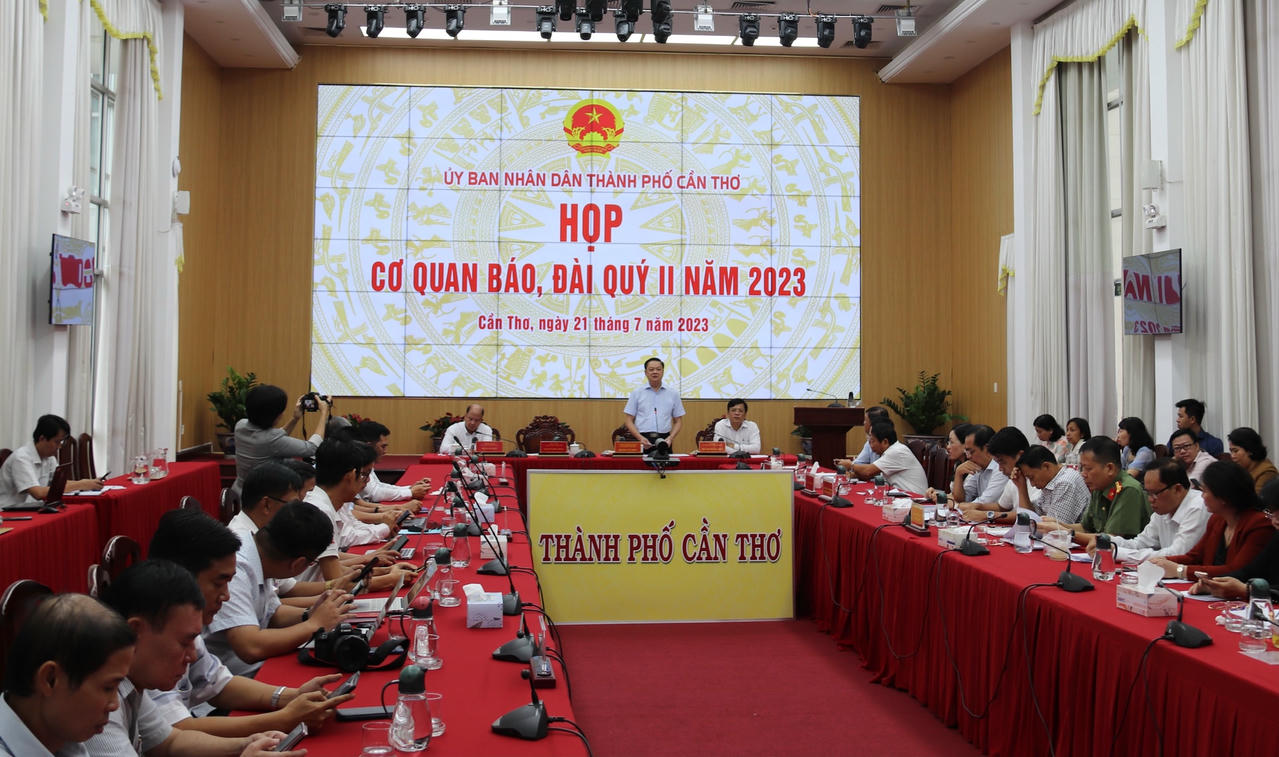 ỦY BAN NHÂN DÂN THÀNH PHỐ CẦN THƠ
HỌP
CƠ QUAN BÁO, ĐÀI QUÝ II NĂM 2023
Cần Thơ, ngày 21 tháng 7 năm 2023
THÀNH PHỐ CẦN THƠ